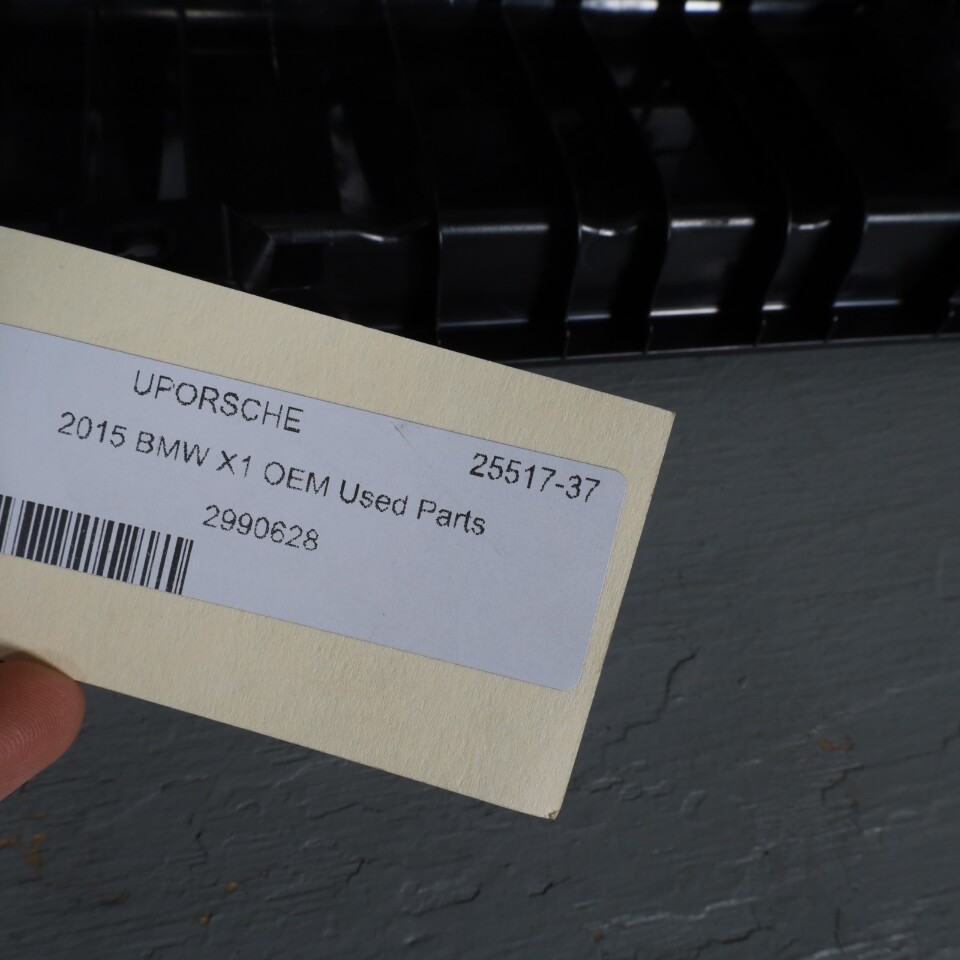 UPORSCHE
25517-37
2015 BMW X1 OEM Used Parts
2990628